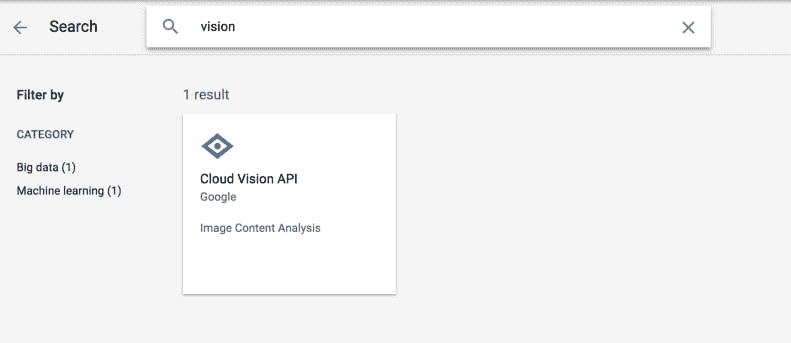 Search
vision
Filter by
CATEGORY
Big data (1)
Machine learning (1)
1 result
Cloud Vision API
Google
Image Content Analysis